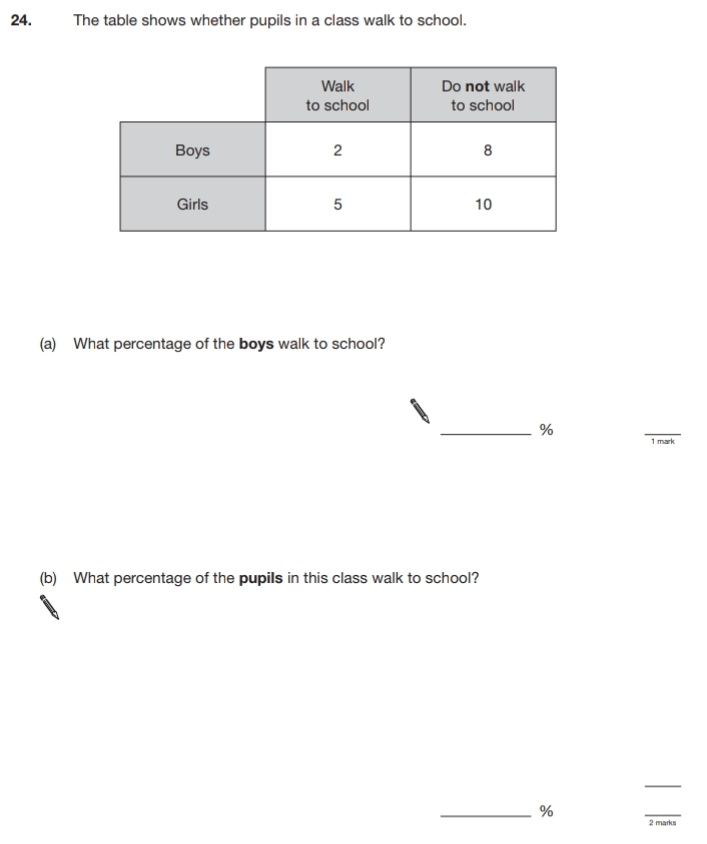 24. The table shows whether pupils in a class walk to school.
Walk to school
Do not walk to school
Boys 2 8
Girls 5 10
(a) What percentage of the boys walk to school?
%
1 mark
(b) What percentage of the pupils in this class walk to school?
%
2 marks